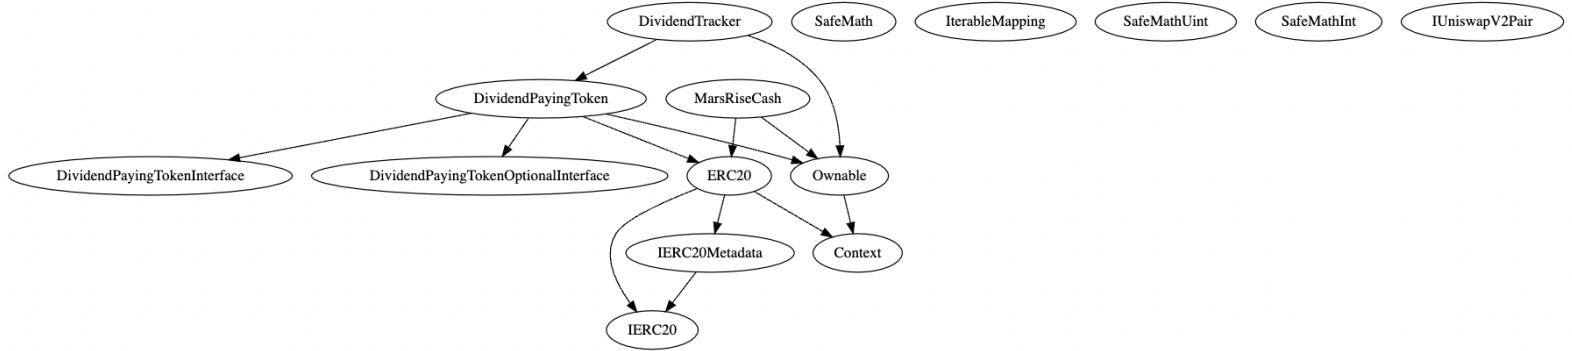 DividendTracker
SafeMath
IterableMapping
SafeMathUint
SafeMathInt
IUniswapV2Pair
DividendPayingToken
MarsRiseCash
DividendPayingTokenInterface
DividendPayingTokenOptionalInterface
ERC20
Ownable
IERC20Metadata
Context
IERC20